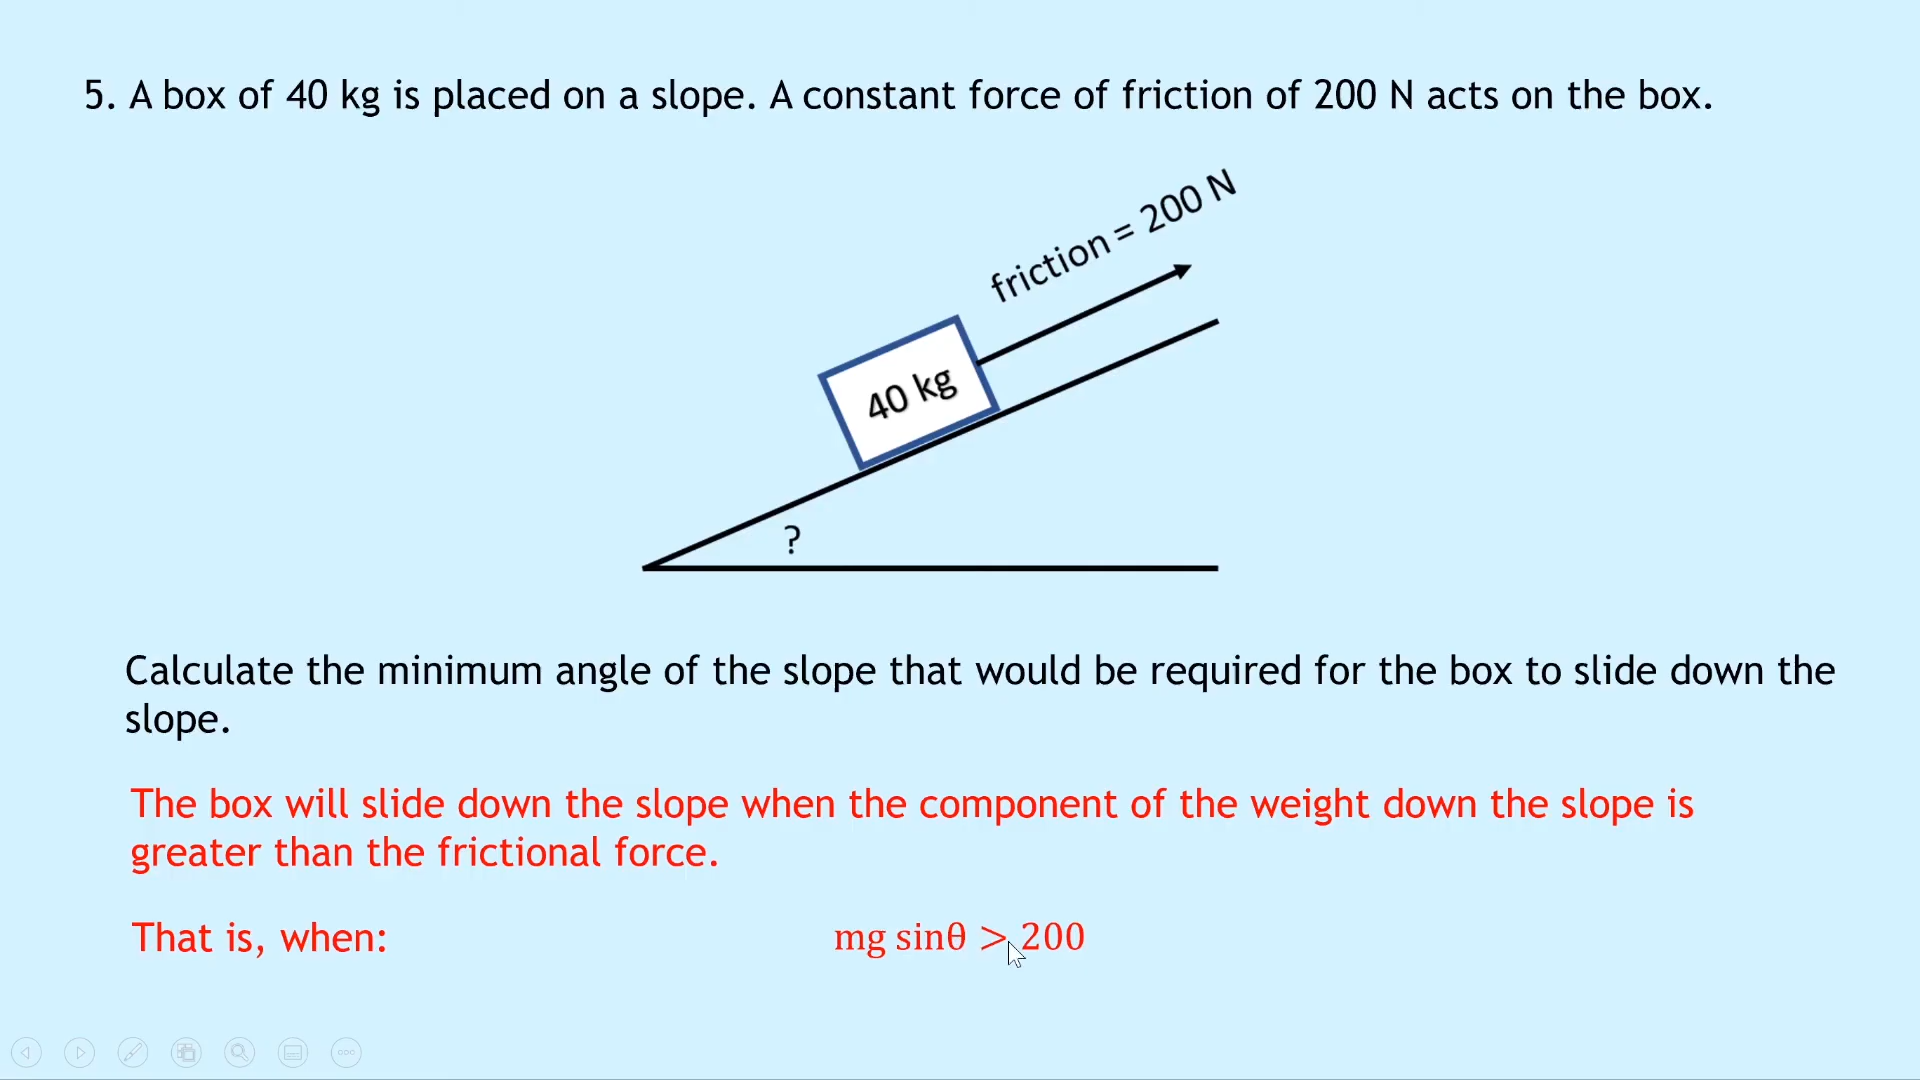 5. A box of 40 kg is placed on a slope. A constant force of friction of 200 N acts on the box.
friction = 200 N
40 kg
?
Calculate the minimum angle of the slope that would be required for the box to slide down the
slope.
The box will slide down the slope when the component of the weight down the slope is
greater than the frictional force.
That is, when: mg sinθ > 200